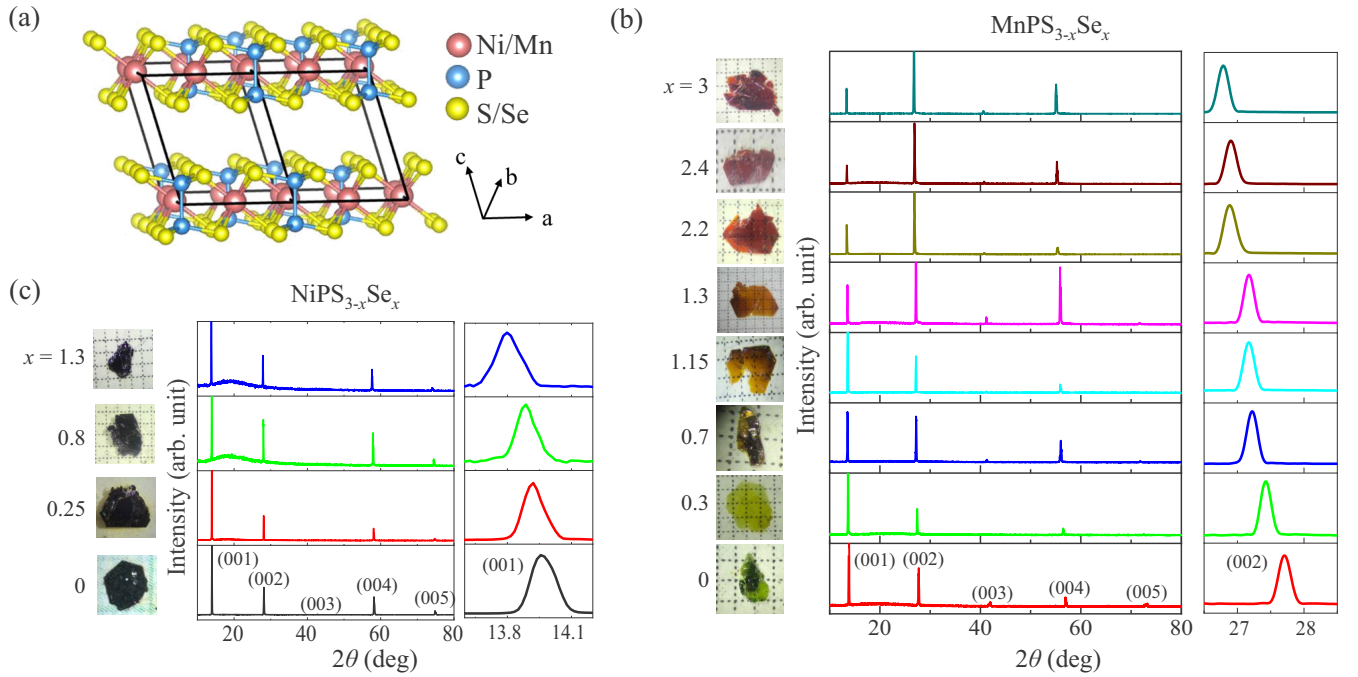 (a)
Ni/Mn
P
S/Se
c
b
a
(b)
MnPS3-xSex
x = 3
2.4
2.2
1.3
1.15
0.7
0.3
0
Intensity (arb. unit)
(001)
(002)
(003)
(004)
(005)
(002)
20 40 60 80
27 28
2θ (deg)
(c)
NiPS3-xSex
x = 1.3
0.8
0.25
0
Intensity (arb. unit)
(001)
(002)
(003)
(004)
(005)
(001)
20 40 60 80
13.8 14.1
2θ (deg)